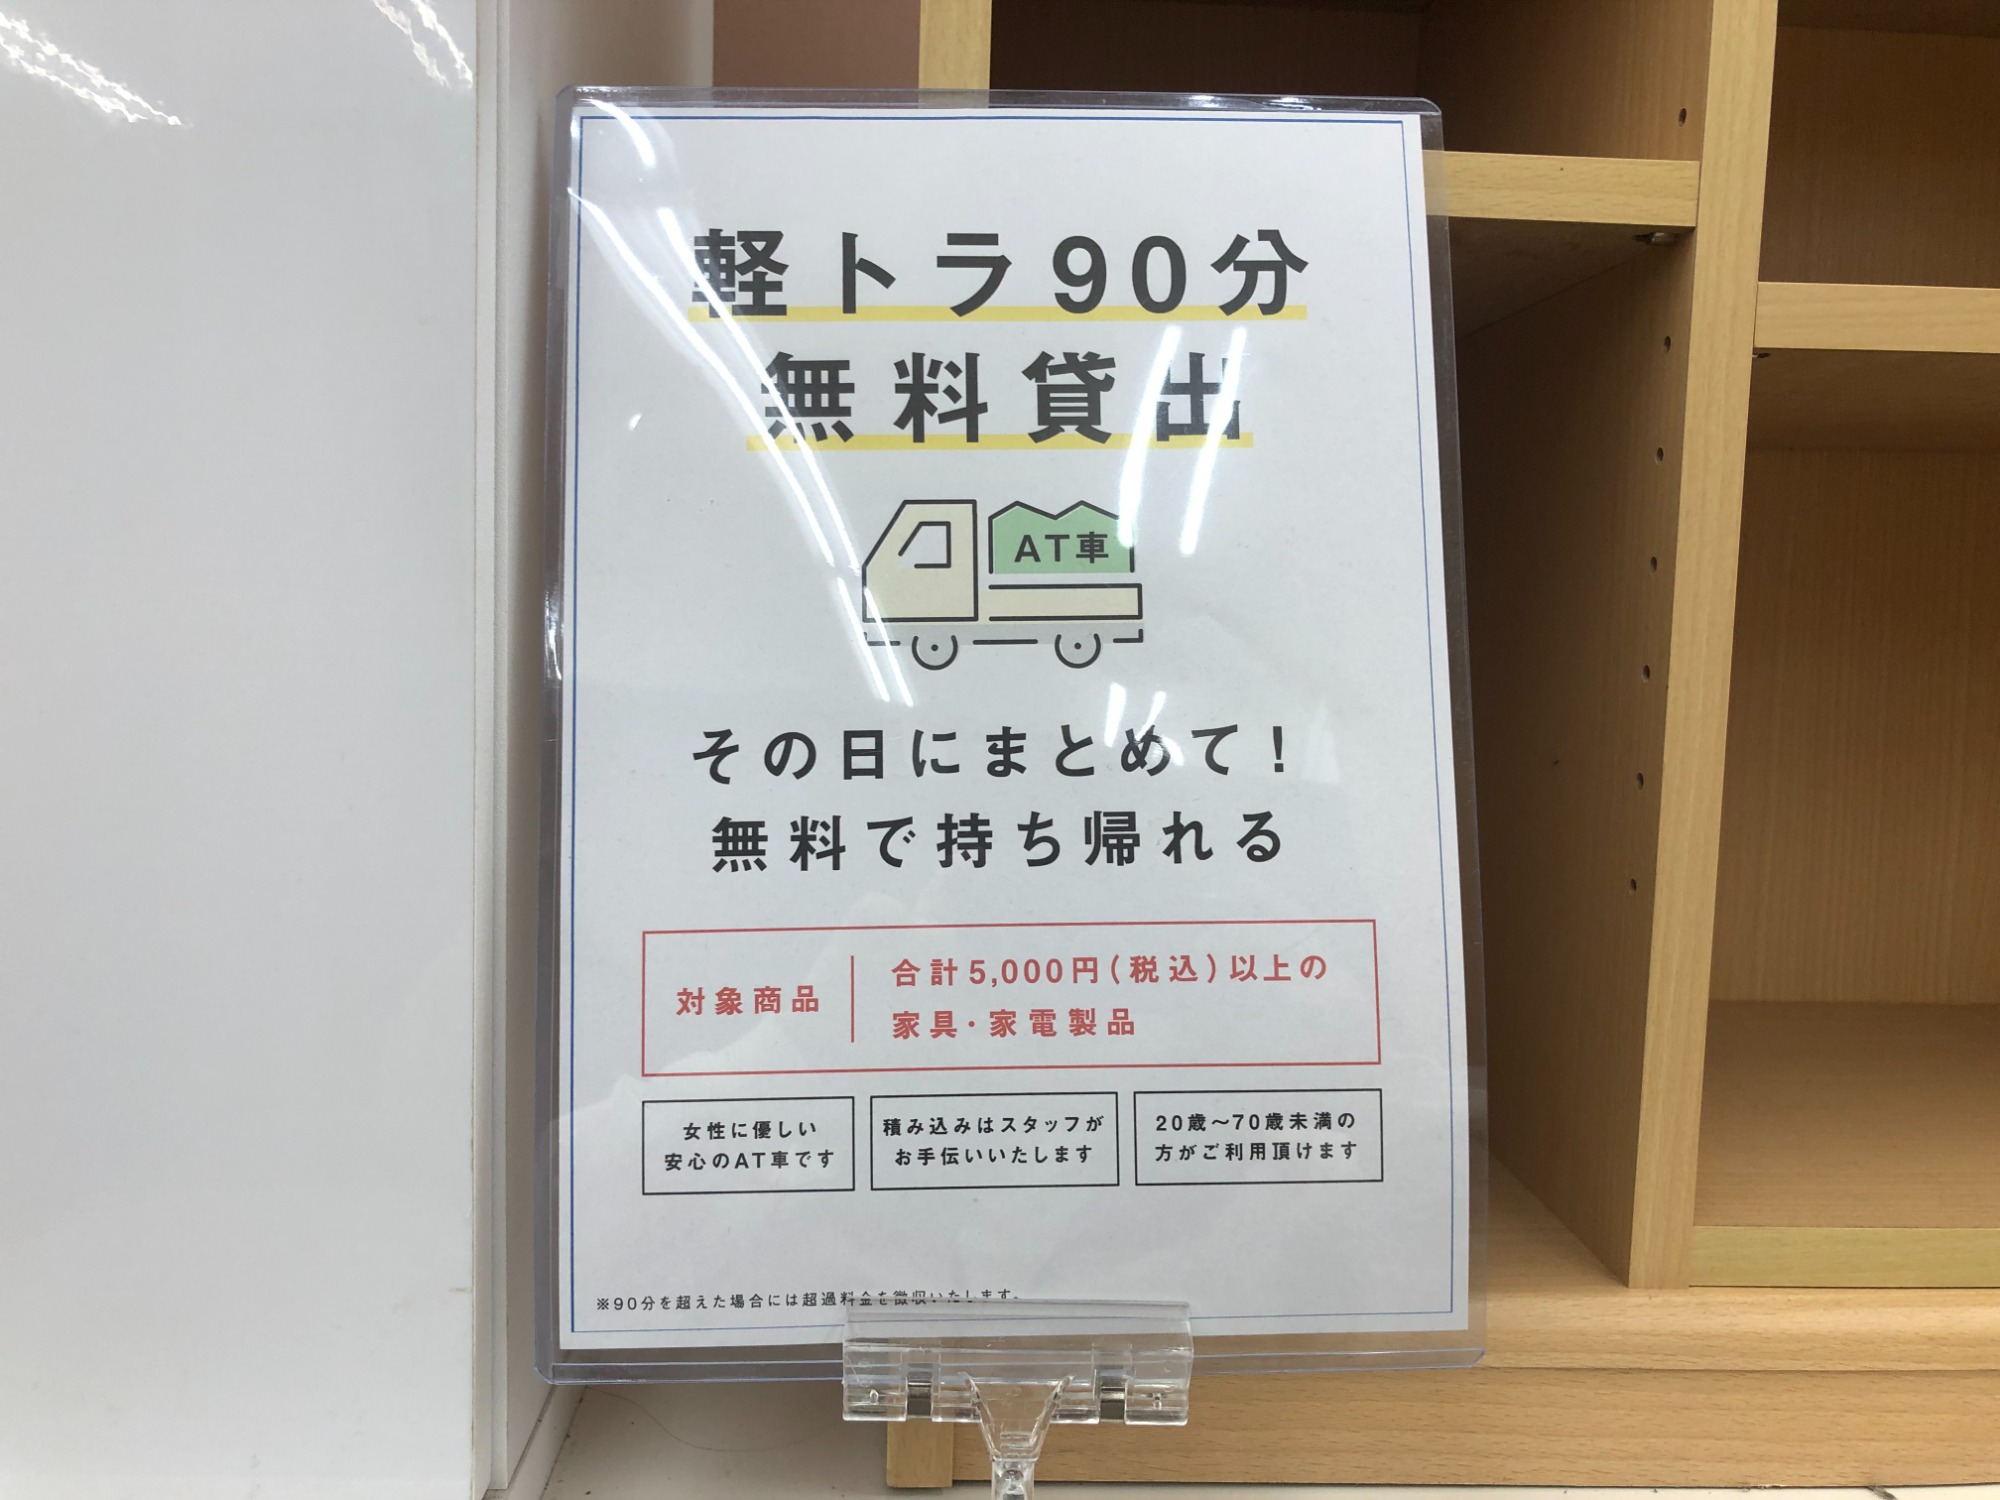 軽トラ90分
無料貸出
AT車
その日にまとめて!
無料で持ち帰れる
対象商品
合計5,000円(税込)以上の
家具・家電製品
女性に優しい
安心のAT車です
積み込みはスタッフが
お手伝いいたします
20歳～70歳未満の
方がご利用頂けます
※90分を超えた場合には超過料金を徴収いたします。